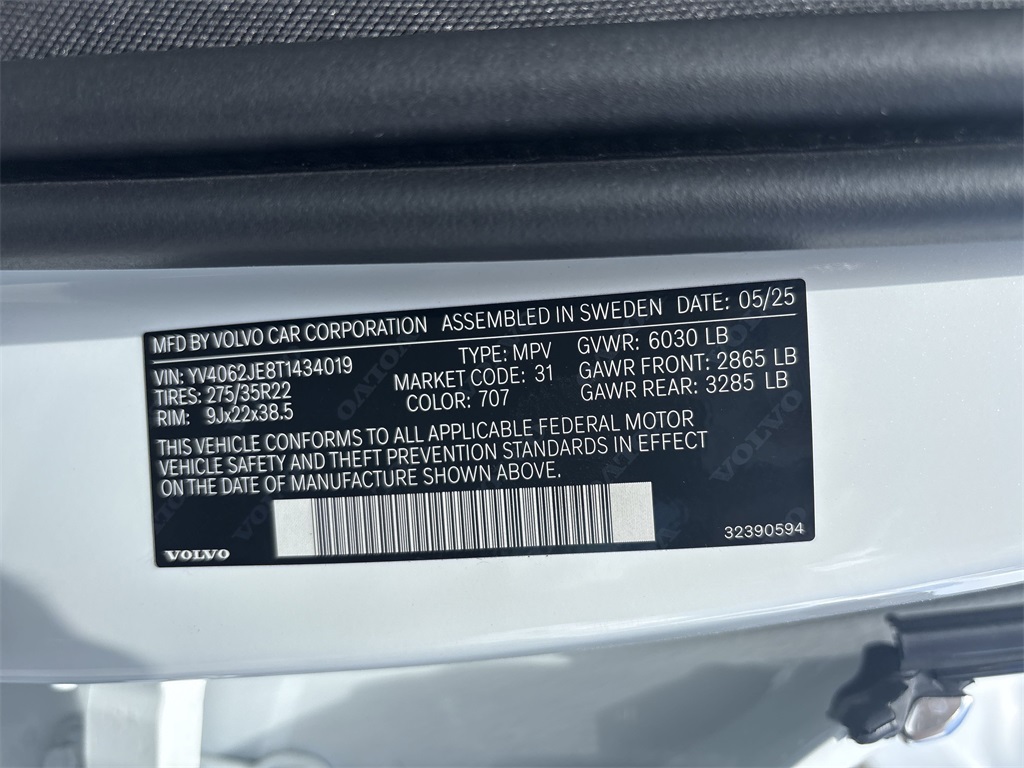 MFD BY VOLVO CAR CORPORATION ASSEMBLED IN SWEDEN DATE: 05/25
VIN: YV4062JE8T1434019 TYPE: MPV GVWR: 6030 LB
TIRES: 275/35R22 MARKET CODE: 31 GAWR FRONT: 2865 LB
RIM: 9Jx22x38.5 COLOR: 707 GAWR REAR: 3285 LB
THIS VEHICLE CONFORMS TO ALL APPLICABLE FEDERAL MOTOR
VEHICLE SAFETY AND THEFT PREVENTION STANDARDS IN EFFECT
ON THE DATE OF MANUFACTURE SHOWN ABOVE.
VOLVO 32390594